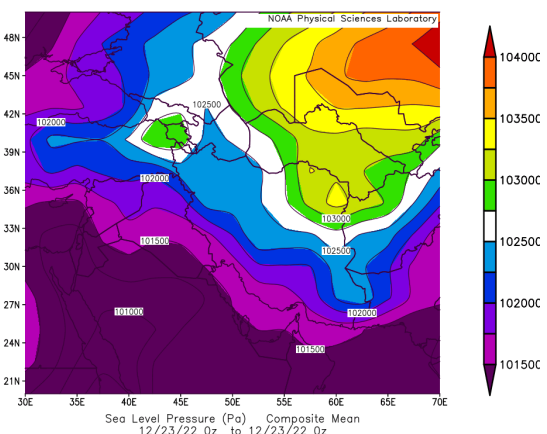 NOAA Physical Sciences Laboratory
48N
45N
42N
39N
36N
33N
30N
27N
24N
21N
102500
102000
102000
103000
101500
102500
101000
102000
101500
30E 35E 40E 45E 50E 55E 60E 65E 70E
104000
103500
103000
102500
102000
101500
Sea Level Pressure (Pa) Composite Mean
12/23/22 0z to 12/23/22 0z